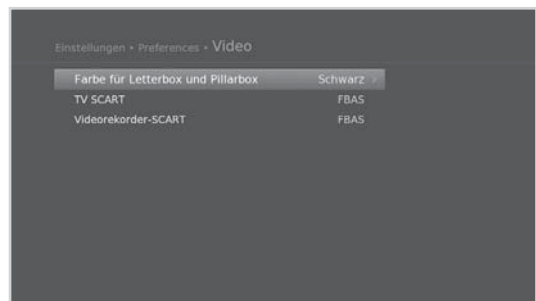 Einstellungen • Preferences • Video
Farbe für Letterbox und Pillarbox Schwarz >
TV SCART FBAS
Videorekorder-SCART FBAS